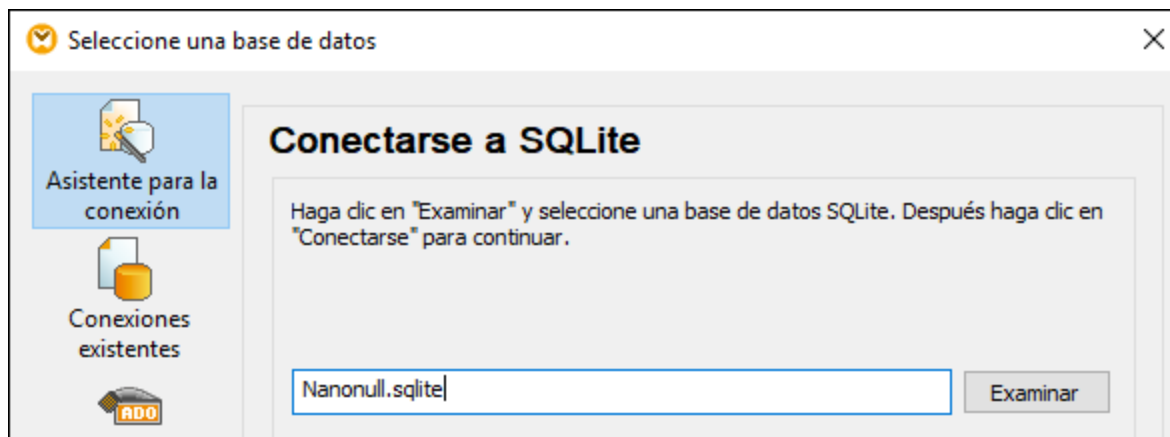 Seleccione una base de datos
Asistente para la
conexión
Conexiones
existentes
ADO
Conectarse a SQLite
Haga clic en "Examinar" y seleccione una base de datos SQLite. Después haga clic en
"Conectarse" para continuar.
Nanonull.sqlite
Examinar